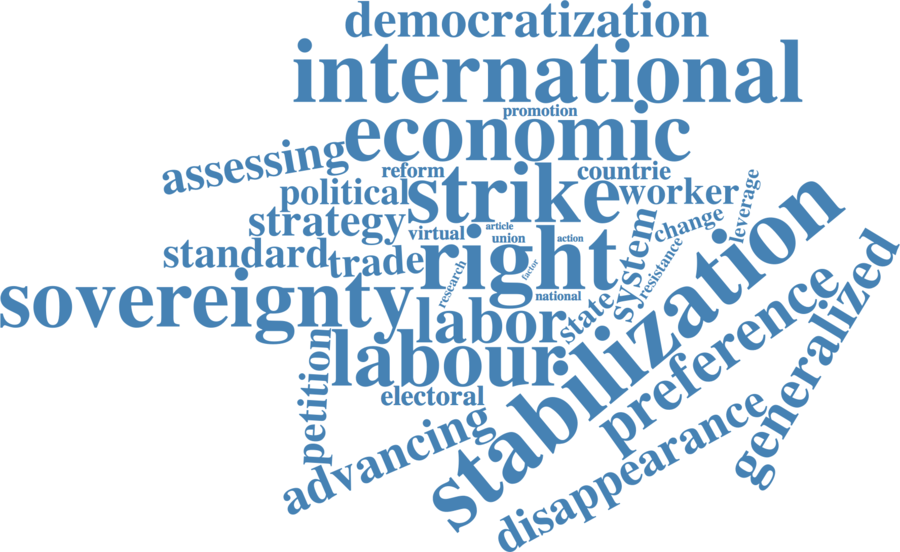 democratization
international
promotion
economic
assessing
reform
countrie
political
strike
worker
leverage
strategy
virtual
article
union
action
right
system
change
resistance
standard
trade
research
factor
national
state
stabilization
sovereignty
labor
labour
preference
generalized
petition
electoral
advancing
disappearance